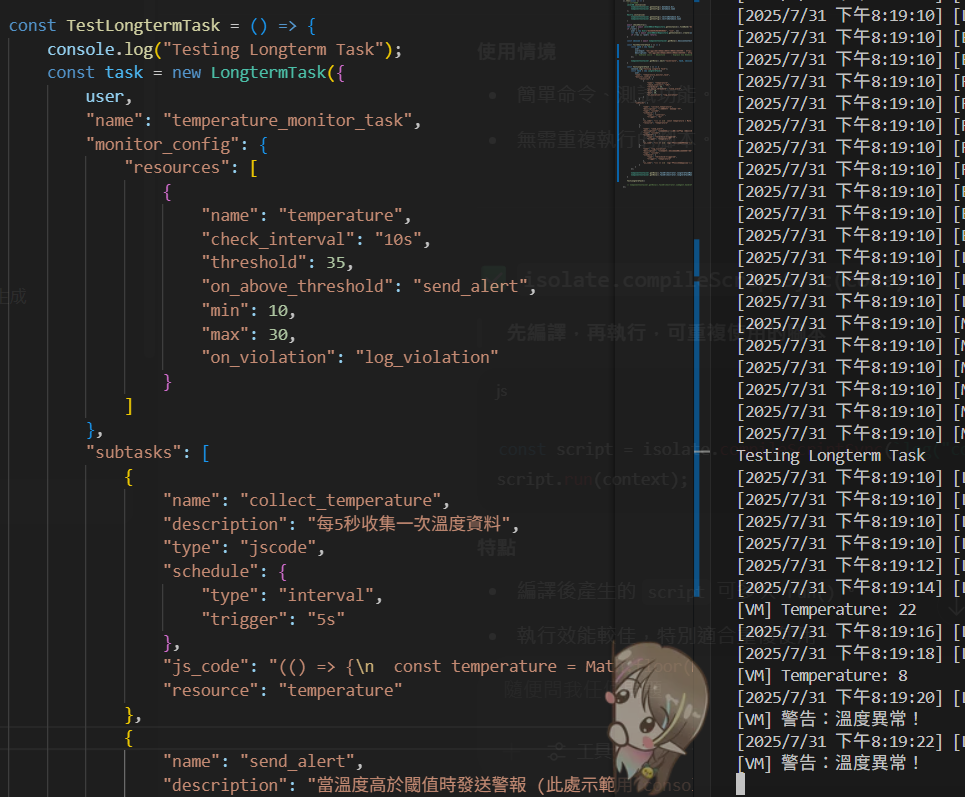 const TestLongtermTask = () => {
console.log("Testing Longterm Task");
const task = new LongtermTask({
user,
"name": "temperature_monitor_task",
"monitor_config": {
"resources": [
{
"name": "temperature",
"check_interval": "10s",
"threshold": 35,
"on_above_threshold": "send_alert",
"min": 10,
"max": 30,
"on_violation": "log_violation"
}
]
},
"subtasks": [
{
"name": "collect_temperature",
"description": "每5秒收集一次溫度資料",
"type": "jscode",
"schedule": {
"type": "interval",
"trigger": "5s"
},
"js_code": "(() => {\n  const temperature = Mat
"resource": "temperature"
},
{
"name": "send_alert",
"description": "當溫度高於閾值時發送警報 (此處示範用
使用情境
簡單命令、測試功能。
無需重複執行的
isolate.compileScr
先編譯，再執行，可重複使用
js
const script = isolate.
script.run(context);
特點
編譯後產生的 script 可
執行效能較佳，特別適合
隨便問我
工具
生成
[2025/7/31 下午8:19:10] [
[2025/7/31 下午8:19:10] [
[2025/7/31 下午8:19:10] [
[2025/7/31 下午8:19:10] [
[2025/7/31 下午8:19:10] [
[2025/7/31 下午8:19:10] [
[2025/7/31 下午8:19:10] [
[2025/7/31 下午8:19:10] [
[2025/7/31 下午8:19:10] [
[2025/7/31 下午8:19:10] [
[2025/7/31 下午8:19:10] [
[2025/7/31 下午8:19:10] [
[2025/7/31 下午8:19:10] [
[2025/7/31 下午8:19:10] [
[2025/7/31 下午8:19:10] [M
[2025/7/31 下午8:19:10] [M
[2025/7/31 下午8:19:10] [M
[2025/7/31 下午8:19:10] [M
[2025/7/31 下午8:19:10] [M
[2025/7/31 下午8:19:10] [M
Testing Longterm Task
[2025/7/31 下午8:19:10] [
[2025/7/31 下午8:19:10] [
[2025/7/31 下午8:19:10] [
[2025/7/31 下午8:19:10] [
[2025/7/31 下午8:19:12] [
[2025/7/31 下午8:19:14] [
[VM] Temperature: 22
[2025/7/31 下午8:19:16] [
[2025/7/31 下午8:19:18] [
[VM] Temperature: 8
[2025/7/31 下午8:19:20] [
[VM] 警告：溫度異常！
[2025/7/31 下午8:19:22] [
[VM] 警告：溫度異常！